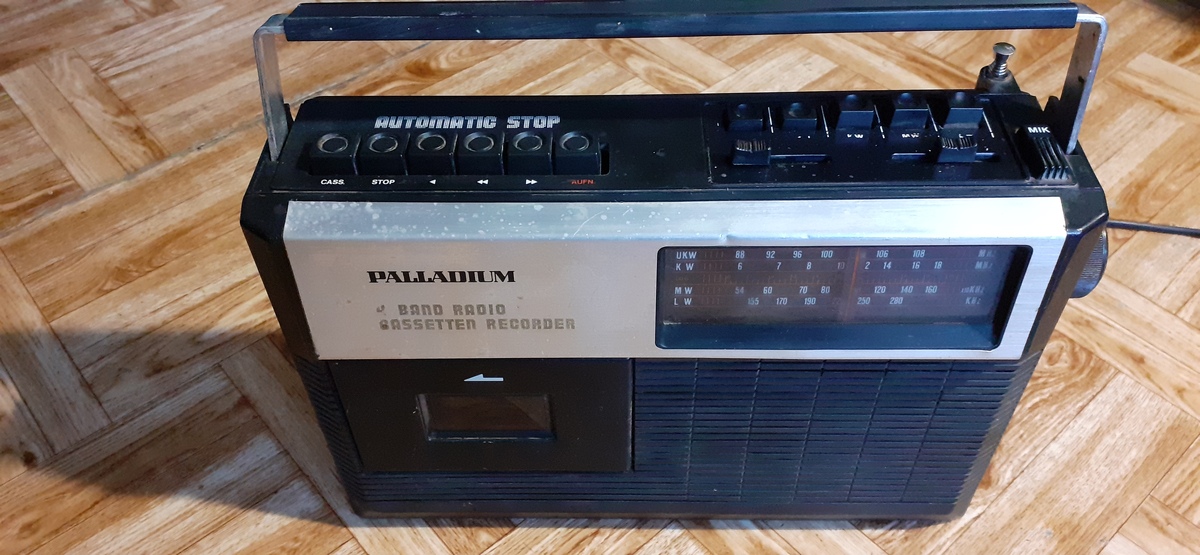 AUTOMATIC STOP
MIK
CASS. STOP ◀ ◀◀ ▶▶ AUFN.
PALLADIUM
BAND RADIO
CASSETTEN RECORDER
UKW 88 92 96 100 106 108
KW 6 7 8 10 12 14 16 18
MW 54 60 70 80 120 140 160
LW 155 170 190 250 280